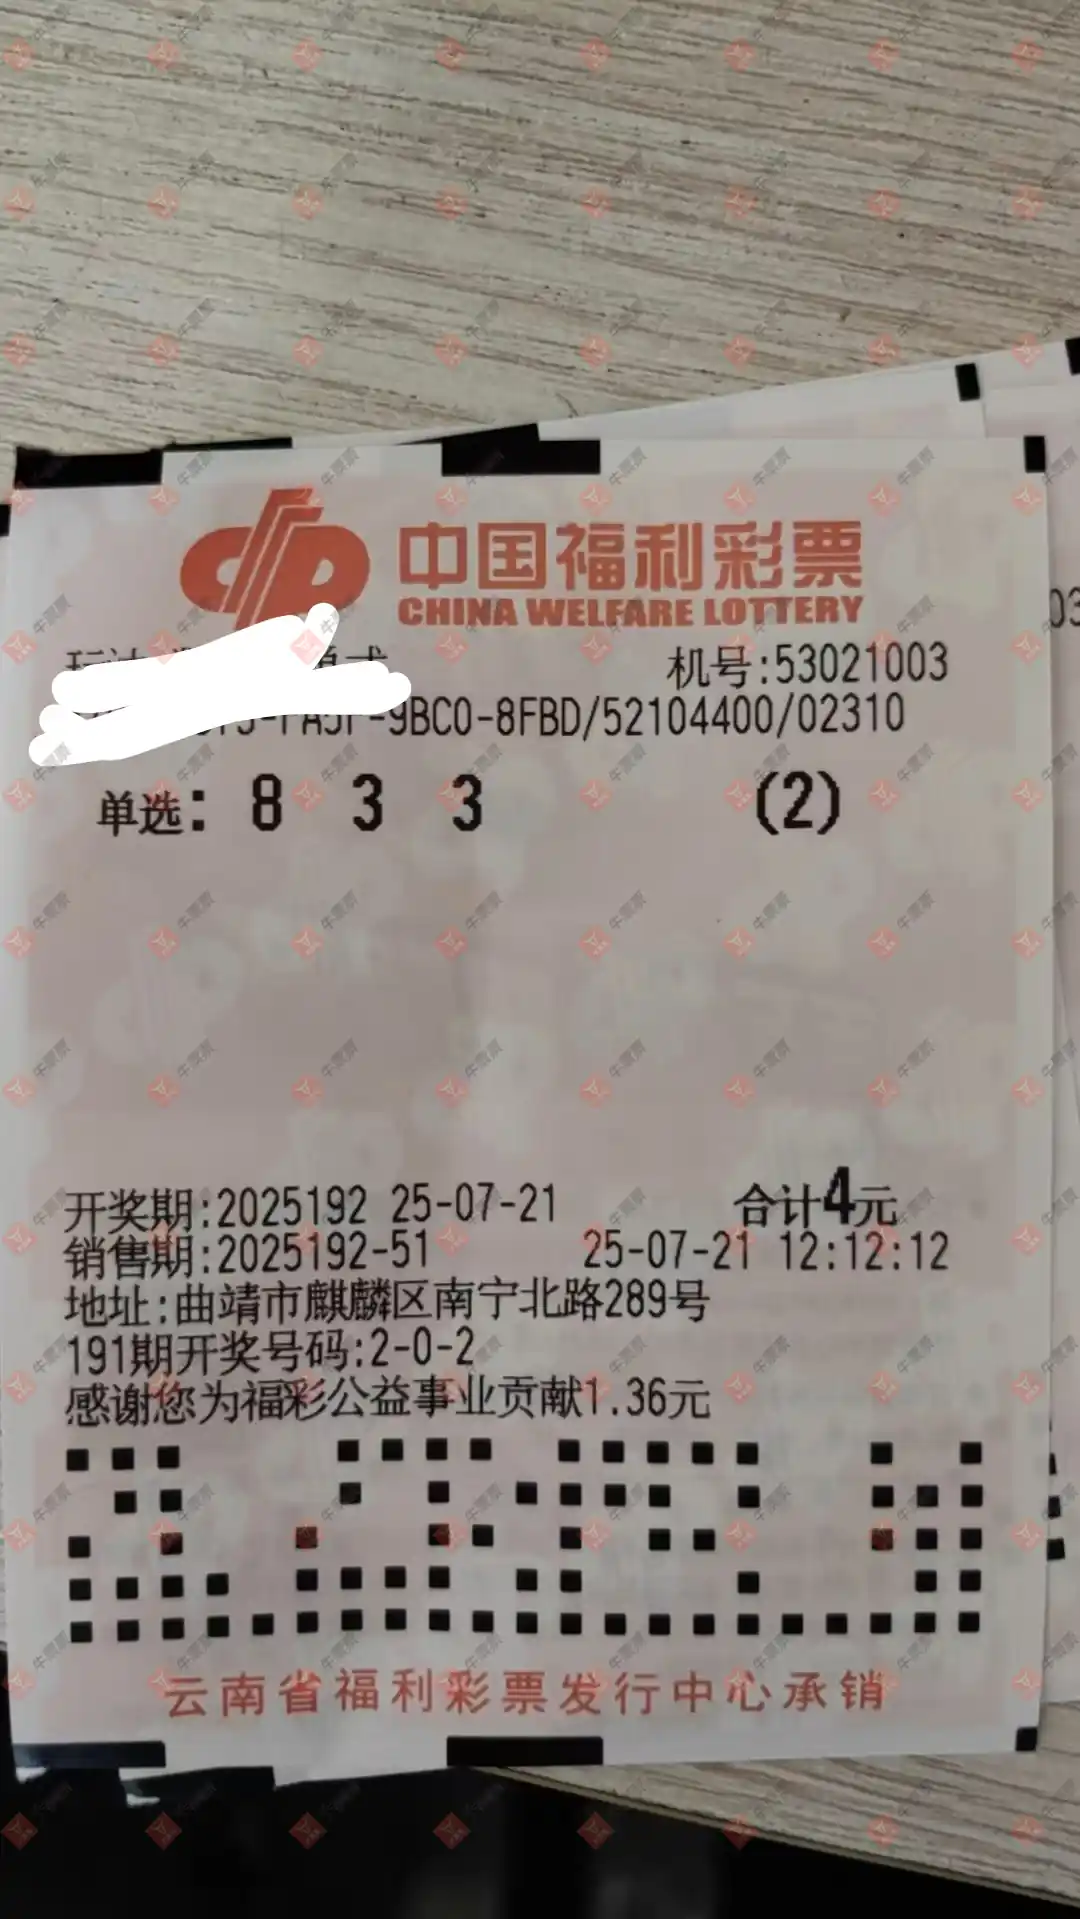 中国福利彩票
CHINA WELFARE LOTTERY
机号:53021003
-9BC0-8FBD/52104400/02310
单选: 8 3 3 (2)
开奖期:2025192 25-07-21 合计4元
销售期:2025192-51 25-07-21 12:12:12
地址:曲靖市麒麟区南宁北路289号
191期开奖号码:2-0-2
感谢您为福彩公益事业贡献1.36元
云南省福利彩票发行中心承销
03
牛票票